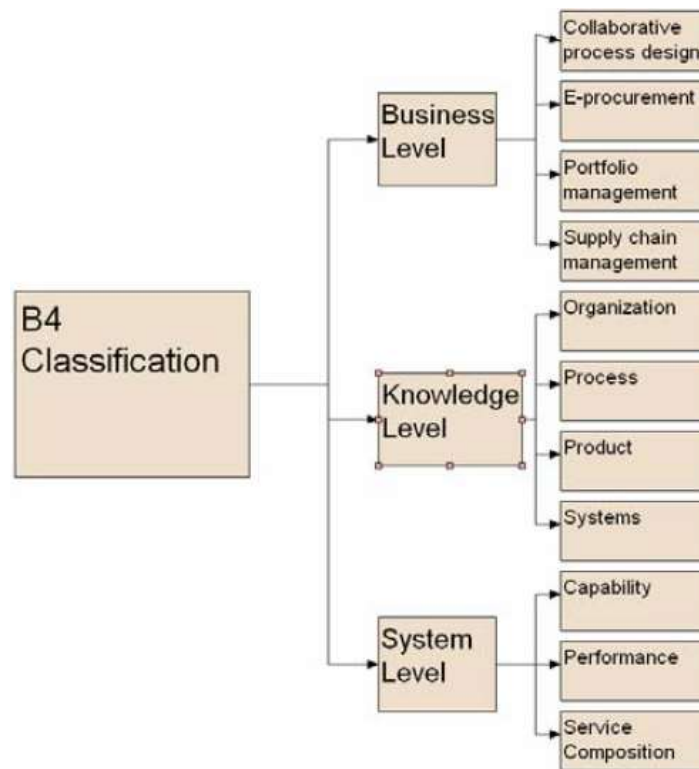 B4
Classification
Business
Level
Collaborative
process design
E-procurement
Portfolio
management
Supply chain
management
Knowledge
Level
Organization
Process
Product
Systems
System
Level
Capability
Performance
Service
Composition